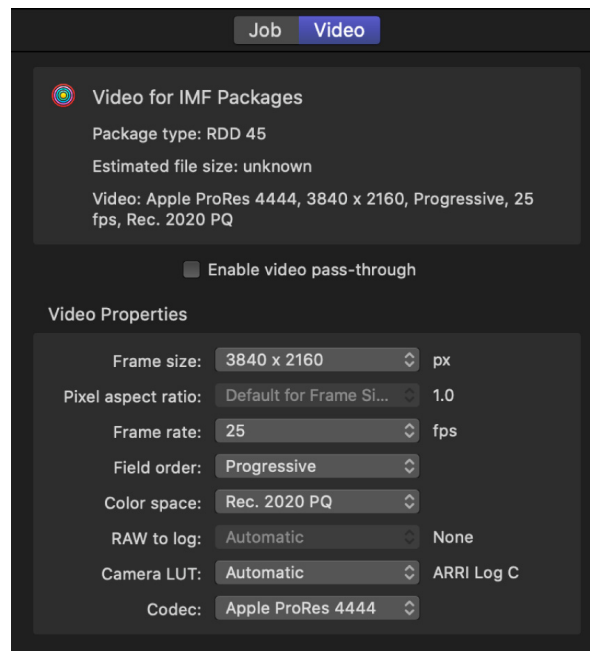 Job Video
Video for IMF Packages
Package type: RDD 45
Estimated file size: unknown
Video: Apple ProRes 4444, 3840 x 2160, Progressive, 25
fps, Rec. 2020 PQ
Enable video pass-through
Video Properties
Frame size: 3840 x 2160 px
Pixel aspect ratio: Default for Frame Si... 1.0
Frame rate: 25 fps
Field order: Progressive
Color space: Rec. 2020 PQ
RAW to log: Automatic None
Camera LUT: Automatic ARRI Log C
Codec: Apple ProRes 4444